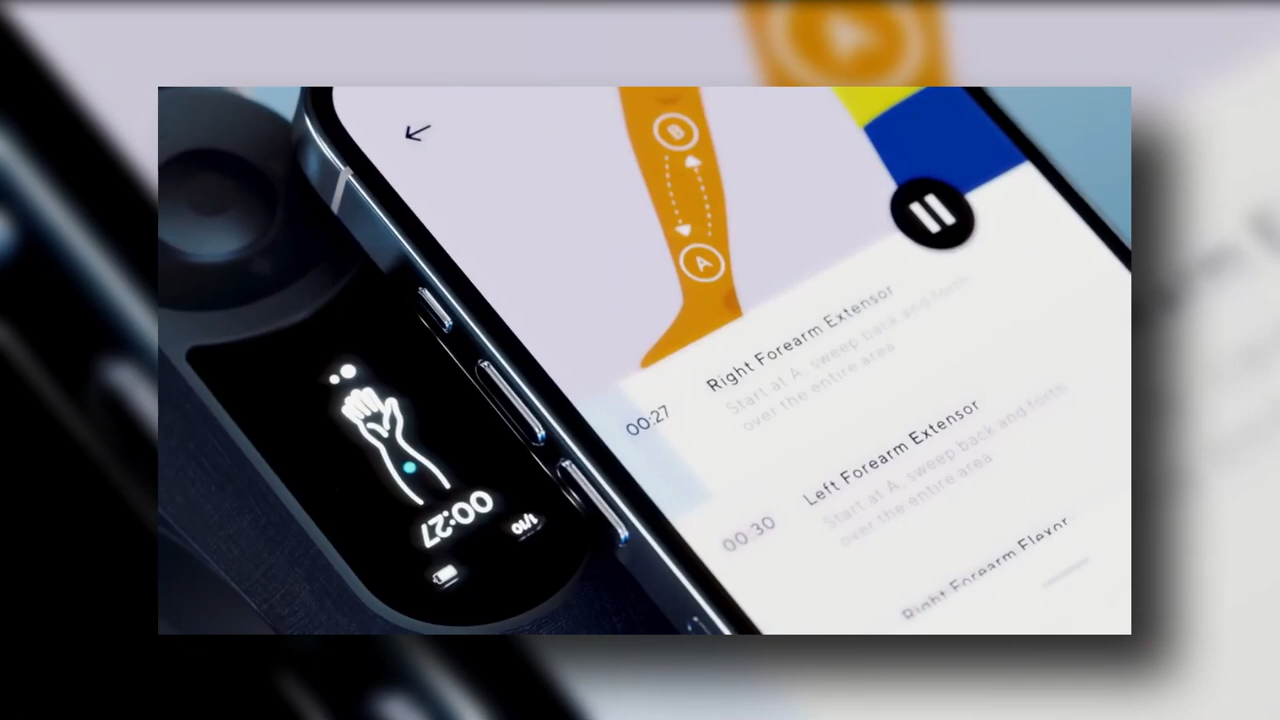 B
A
00:27
Right Forearm Extensor
Start at A, sweep back and forth
over the entire area
00:30
Left Forearm Extensor
Start at A, sweep back and forth
over the entire area
Right Forearm Flexor
00:27
1/10